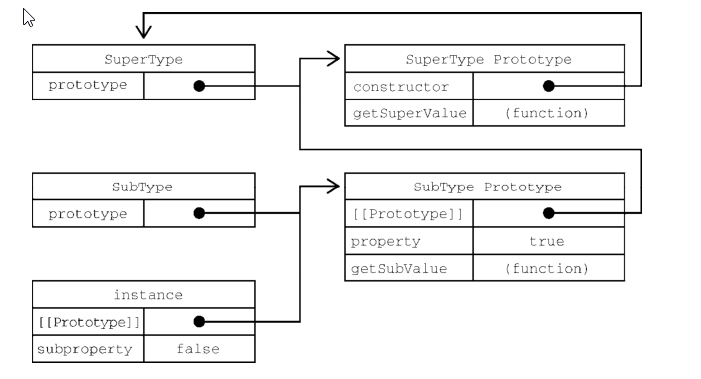 SuperType
prototype
SuperType Prototype
constructor
getSuperValue (function)
SubType
prototype
SubType Prototype
[[Prototype]]
property true
getSubValue (function)
instance
[[Prototype]]
subproperty false